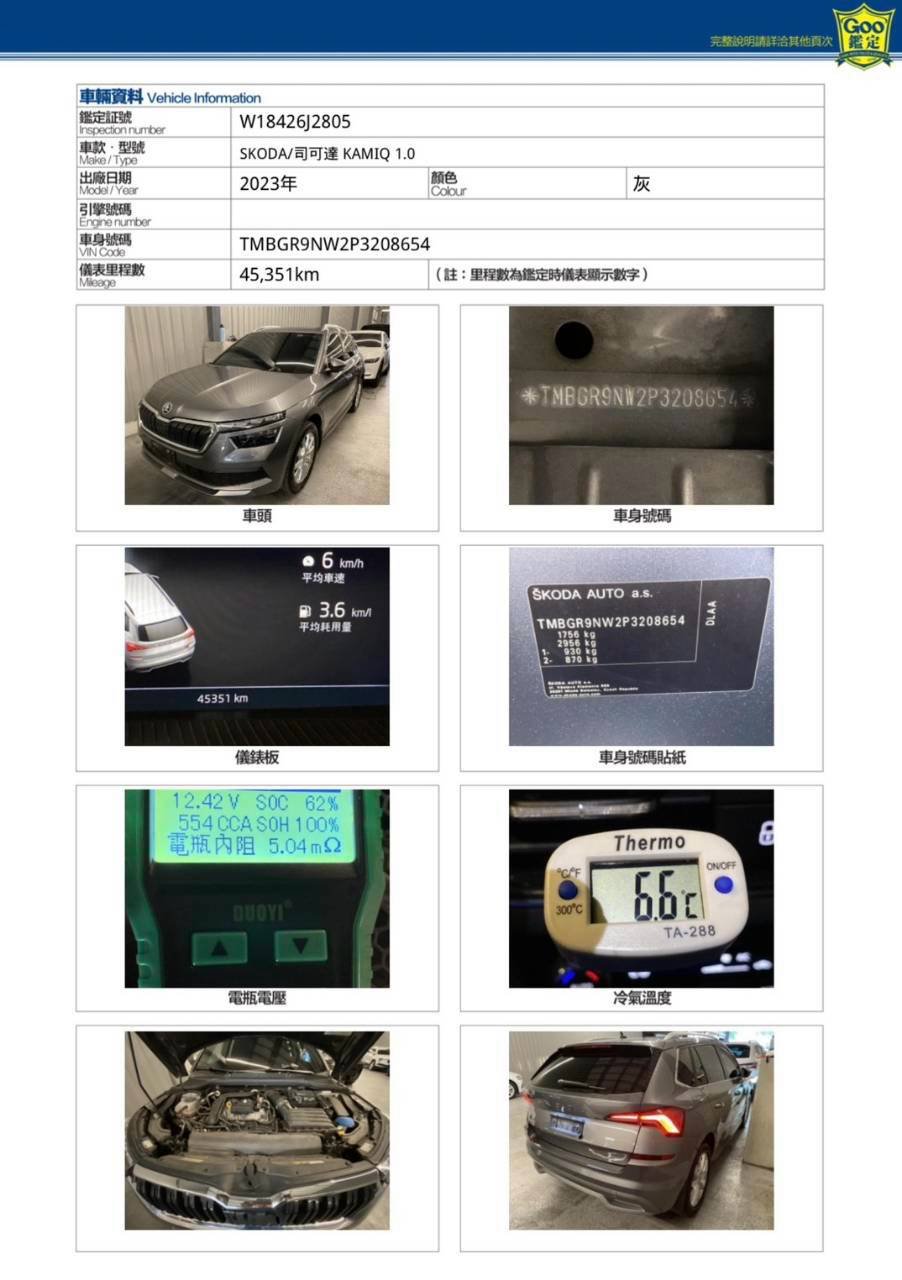 完整說明請詳洽其他頁次
Goo
鑑定
車輛資料 Vehicle Information
鑑定証號
Inspection number
W18426J2805
車款．型號
Make / Type
SKODA/司可達 KAMIQ 1.0
出廠日期
Model / Year
2023年
顏色
Colour
灰
引擎號碼
Engine number
車身號碼
VIN Code
TMBGR9NW2P3208654
儀表里程數
Mileage
45,351km
（註：里程數為鑑定時儀表顯示數字）
車頭
✳TMBGR9NW2P3208654✳
車身號碼
6 km/h
平均車速
3.6 km/l
平均耗用量
45351 km
儀錶板
ŠKODA AUTO a.s.
TMBGR9NW2P3208654
1756 kg
2956 kg
1- 930 kg
2- 870 kg
DLAA
車身號碼貼紙
12.42V SOC 62%
554CCA SOH 100%
電瓶內阻 5.04mΩ
DUOYI®
電瓶電壓
Thermo
°C/°F
300°C
6.6°C
ON/OFF
TA-288
冷氣溫度